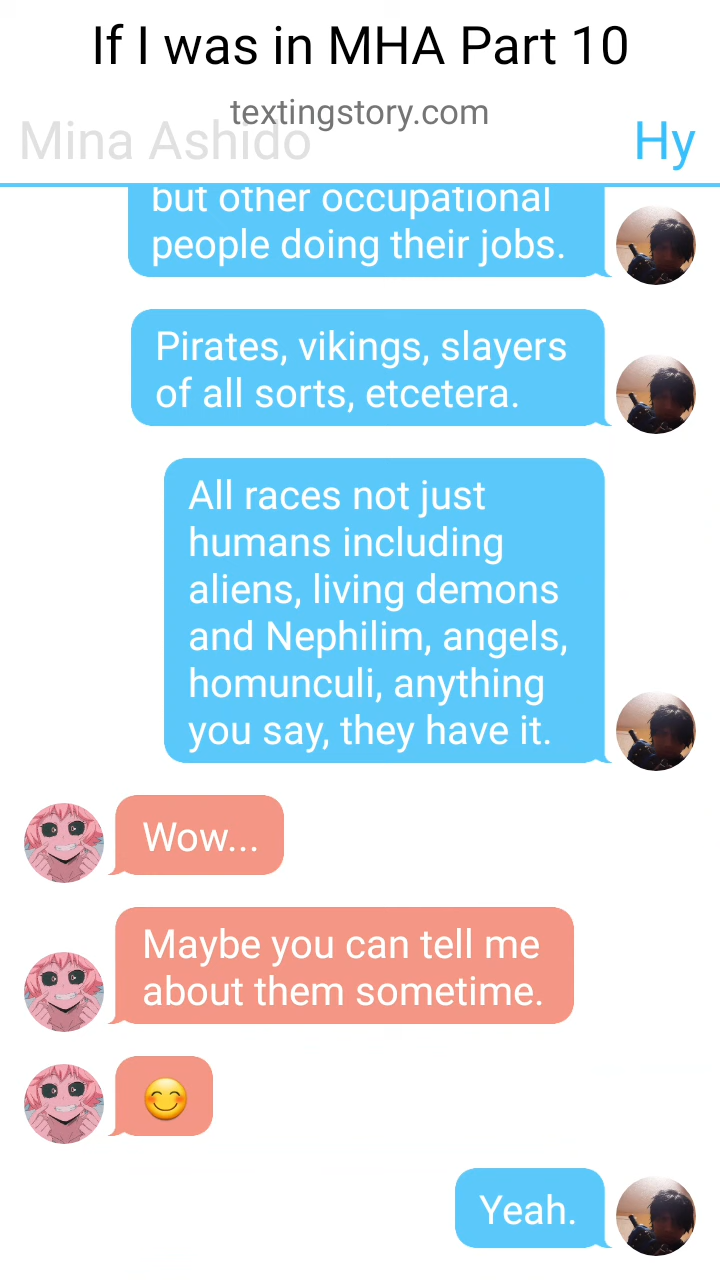 If I was in MHA Part 10
textingstory.com
Mina Ashido
Hy
but other occupational
people doing their jobs.
Pirates, vikings, slayers
of all sorts, etcetera.
All races not just
humans including
aliens, living demons
and Nephilim, angels,
homunculi, anything
you say, they have it.
Wow...
Maybe you can tell me
about them sometime.
😊
Yeah.